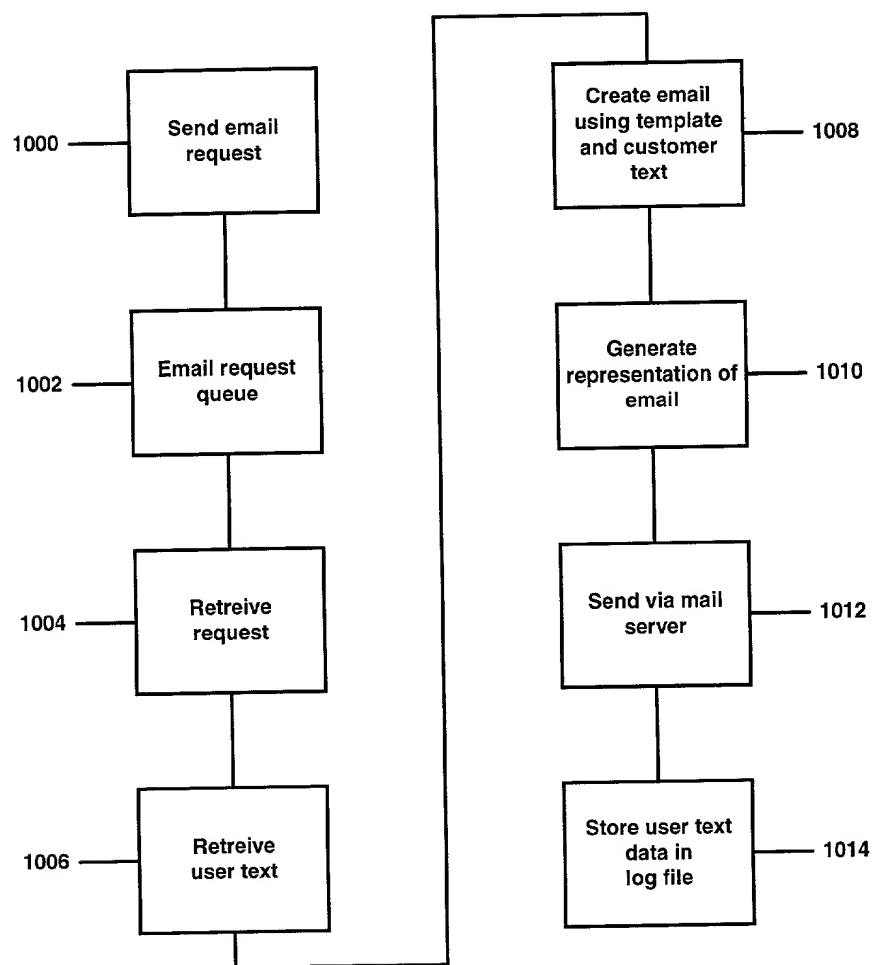 1000
Send email
request
1002
Email request
queue
1004
Retreive
request
1006
Retreive
user text
Create email
using template
and customer
text
1008
Generate
representation of
email
1010
Send via mail
server
1012
Store user text
data in
log file
1014